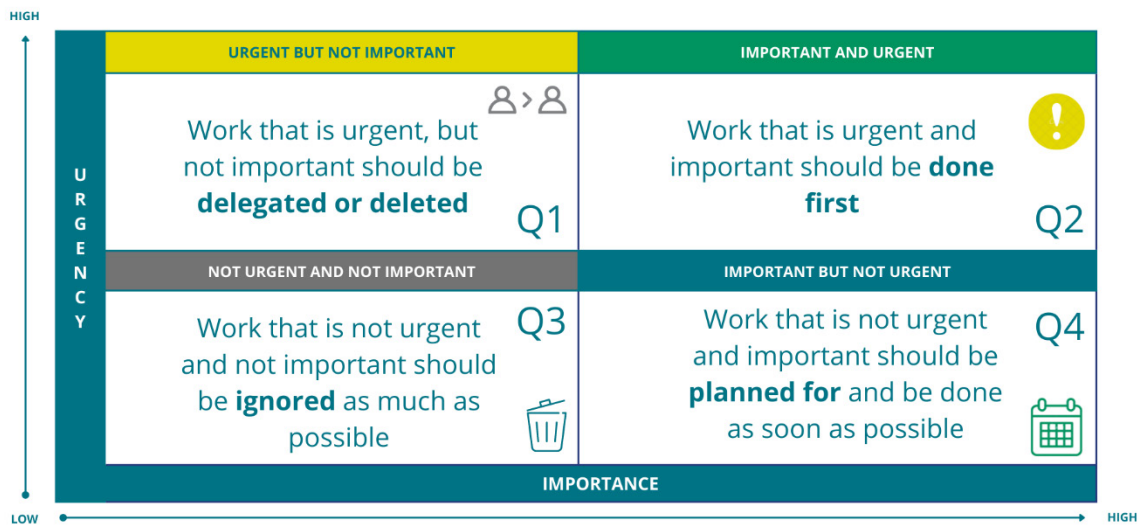 HIGH
URGENCY
URGENT BUT NOT IMPORTANT
Work that is urgent, but
not important should be
delegated or deleted
Q1
IMPORTANT AND URGENT
!
Work that is urgent and
important should be done
first
Q2
NOT URGENT AND NOT IMPORTANT
Q3
Work that is not urgent
and not important should
be ignored as much as
possible
IMPORTANT BUT NOT URGENT
Work that is not urgent
and important should be
planned for and be done
as soon as possible
Q4
IMPORTANCE
LOW
HIGH